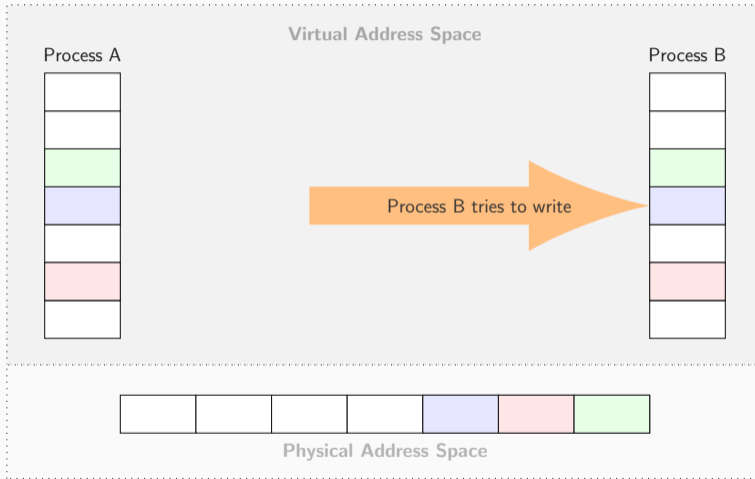 Virtual Address Space
Process A
Process B
Process B tries to write
Physical Address Space